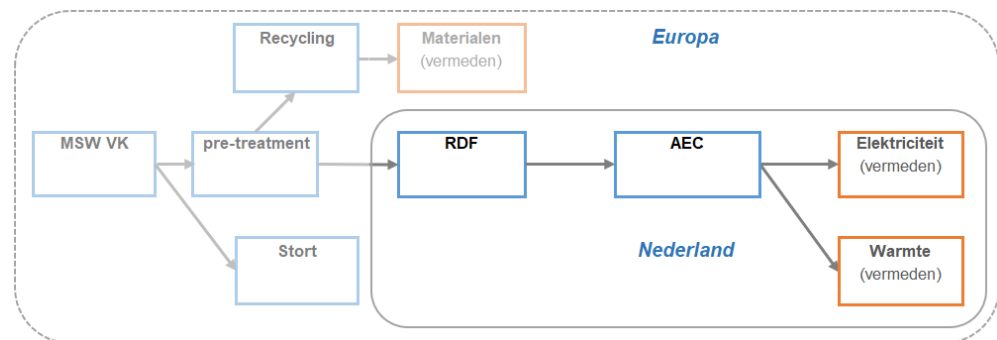 Recycling
Materialen
(vermeden)
Europa
MSW VK
pre-treatment
RDF
AEC
Elektriciteit
(vermeden)
Stort
Nederland
Warmte
(vermeden)